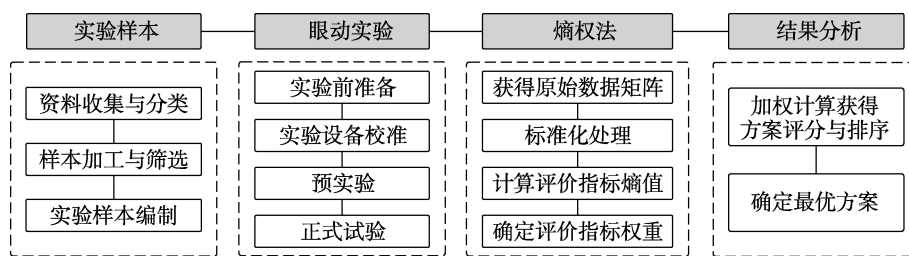 实验样本
眼动实验
熵权法
结果分析
资料收集与分类
样本加工与筛选
实验样本编制
实验前准备
实验设备校准
预实验
正式试验
获得原始数据矩阵
标准化处理
计算评价指标熵值
确定评价指标权重
加权计算获得
方案评分与排序
确定最优方案